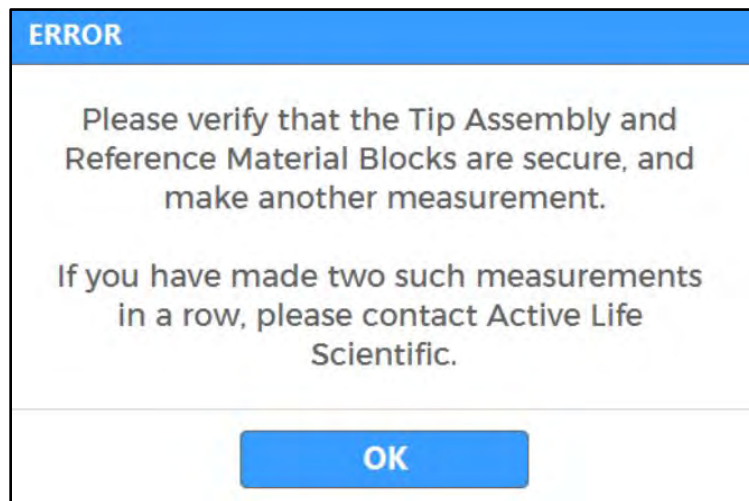 ERROR
Please verify that the Tip Assembly and
Reference Material Blocks are secure, and
make another measurement.
If you have made two such measurements
in a row, please contact Active Life
Scientific.
OK